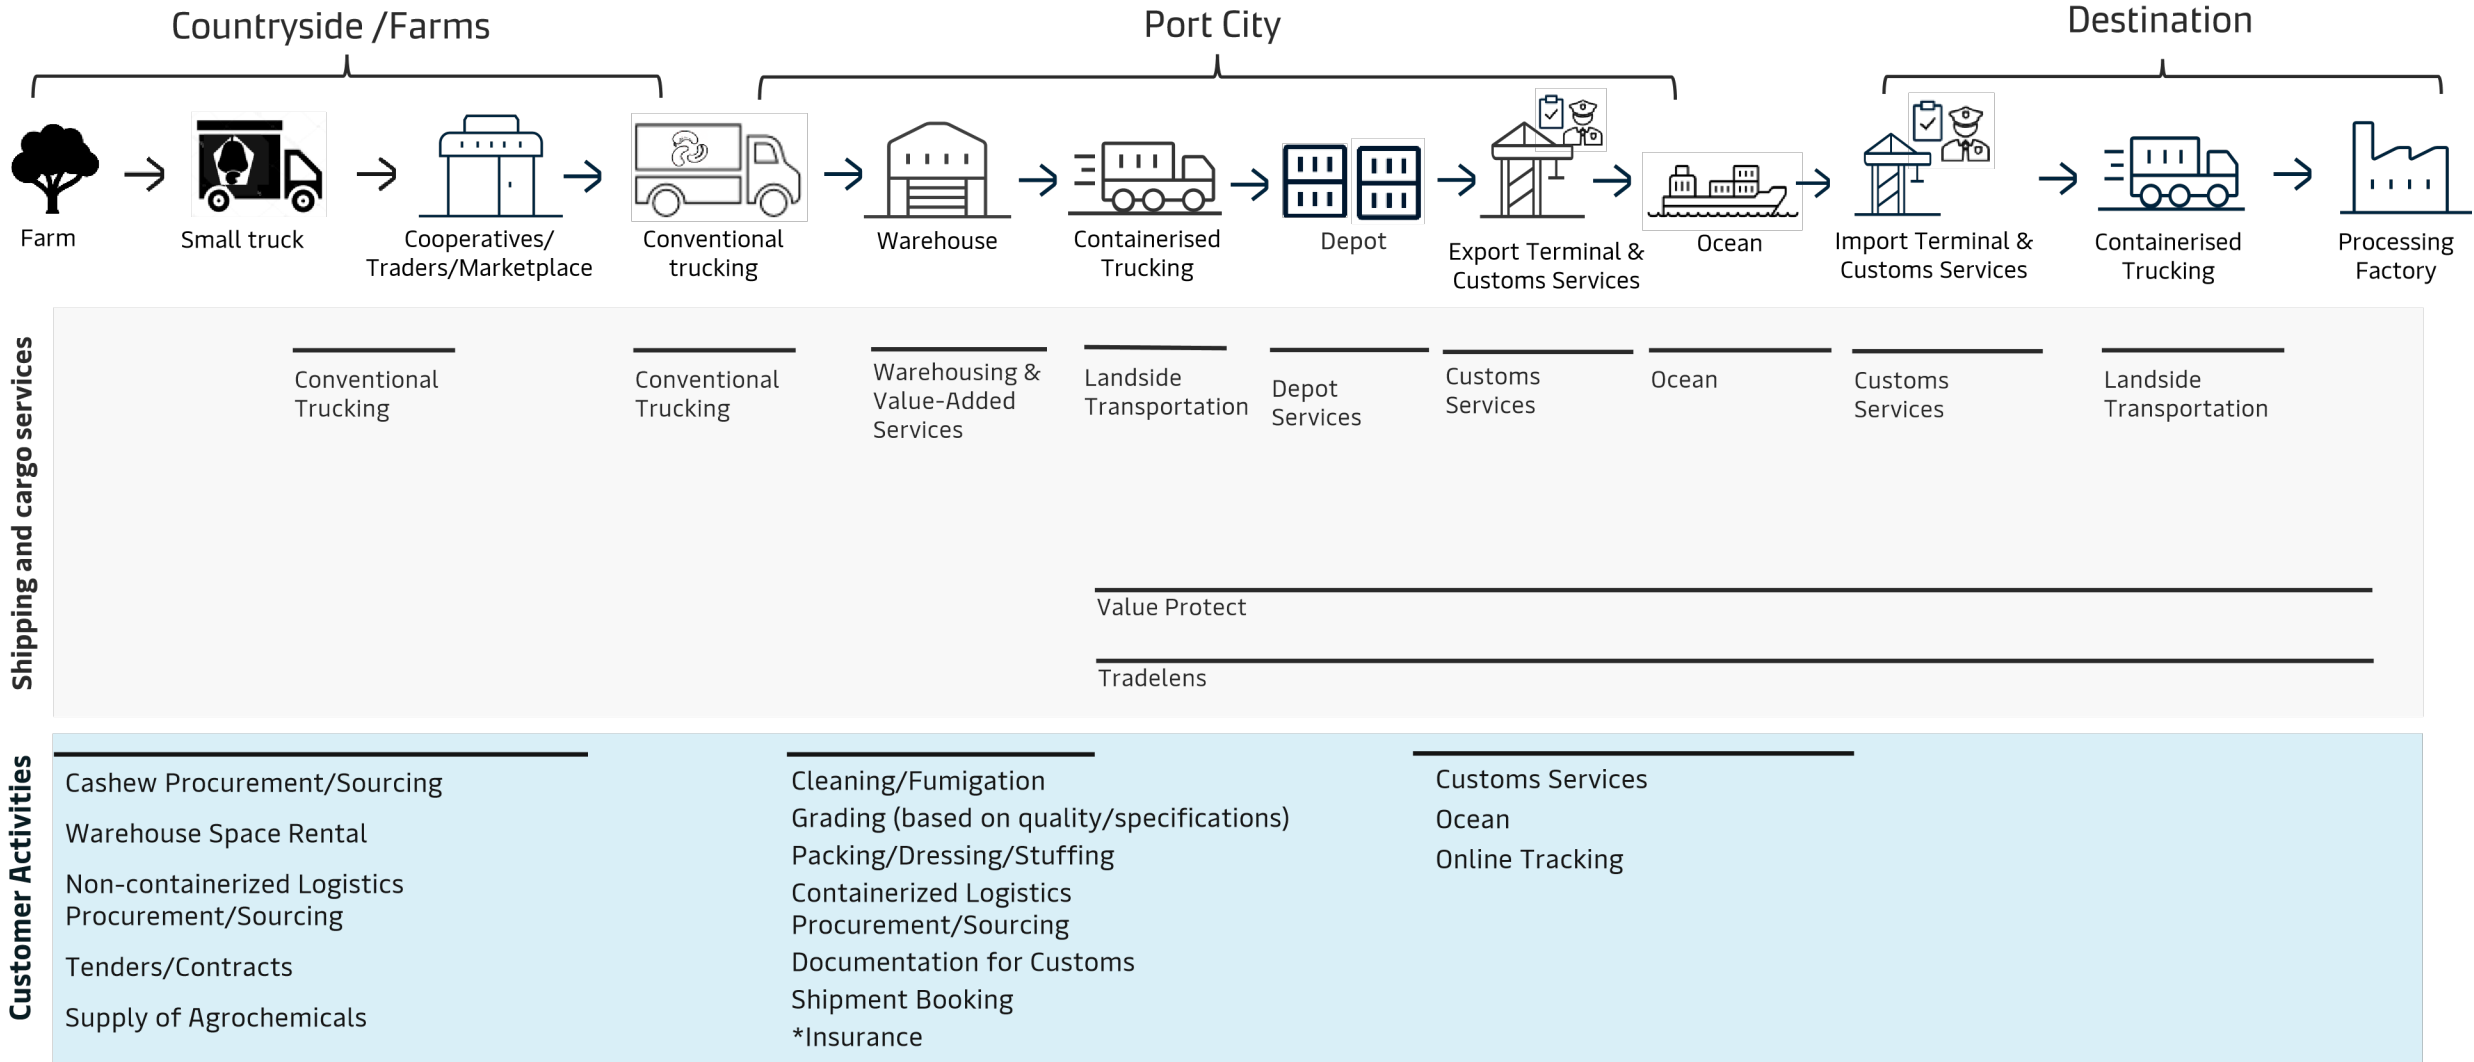 Countryside /Farms
Port City
Destination
Farm
Small truck
Cooperatives/
Traders/Marketplace
Conventional
trucking
Warehouse
Containerised
Trucking
Depot
Export Terminal &
Customs Services
Ocean
Import Terminal &
Customs Services
Containerised
Trucking
Processing
Factory
Shipping and cargo services
Conventional
Trucking
Conventional
Trucking
Warehousing &
Value-Added
Services
Landside
Transportation
Depot
Services
Customs
Services
Ocean
Customs
Services
Landside
Transportation
Value Protect
Tradelens
Customer Activities
Cashew Procurement/Sourcing
Warehouse Space Rental
Non-containerized Logistics
Procurement/Sourcing
Tenders/Contracts
Supply of Agrochemicals
Cleaning/Fumigation
Grading (based on quality/specifications)
Packing/Dressing/Stuffing
Containerized Logistics
Procurement/Sourcing
Documentation for Customs
Shipment Booking
*Insurance
Customs Services
Ocean
Online Tracking